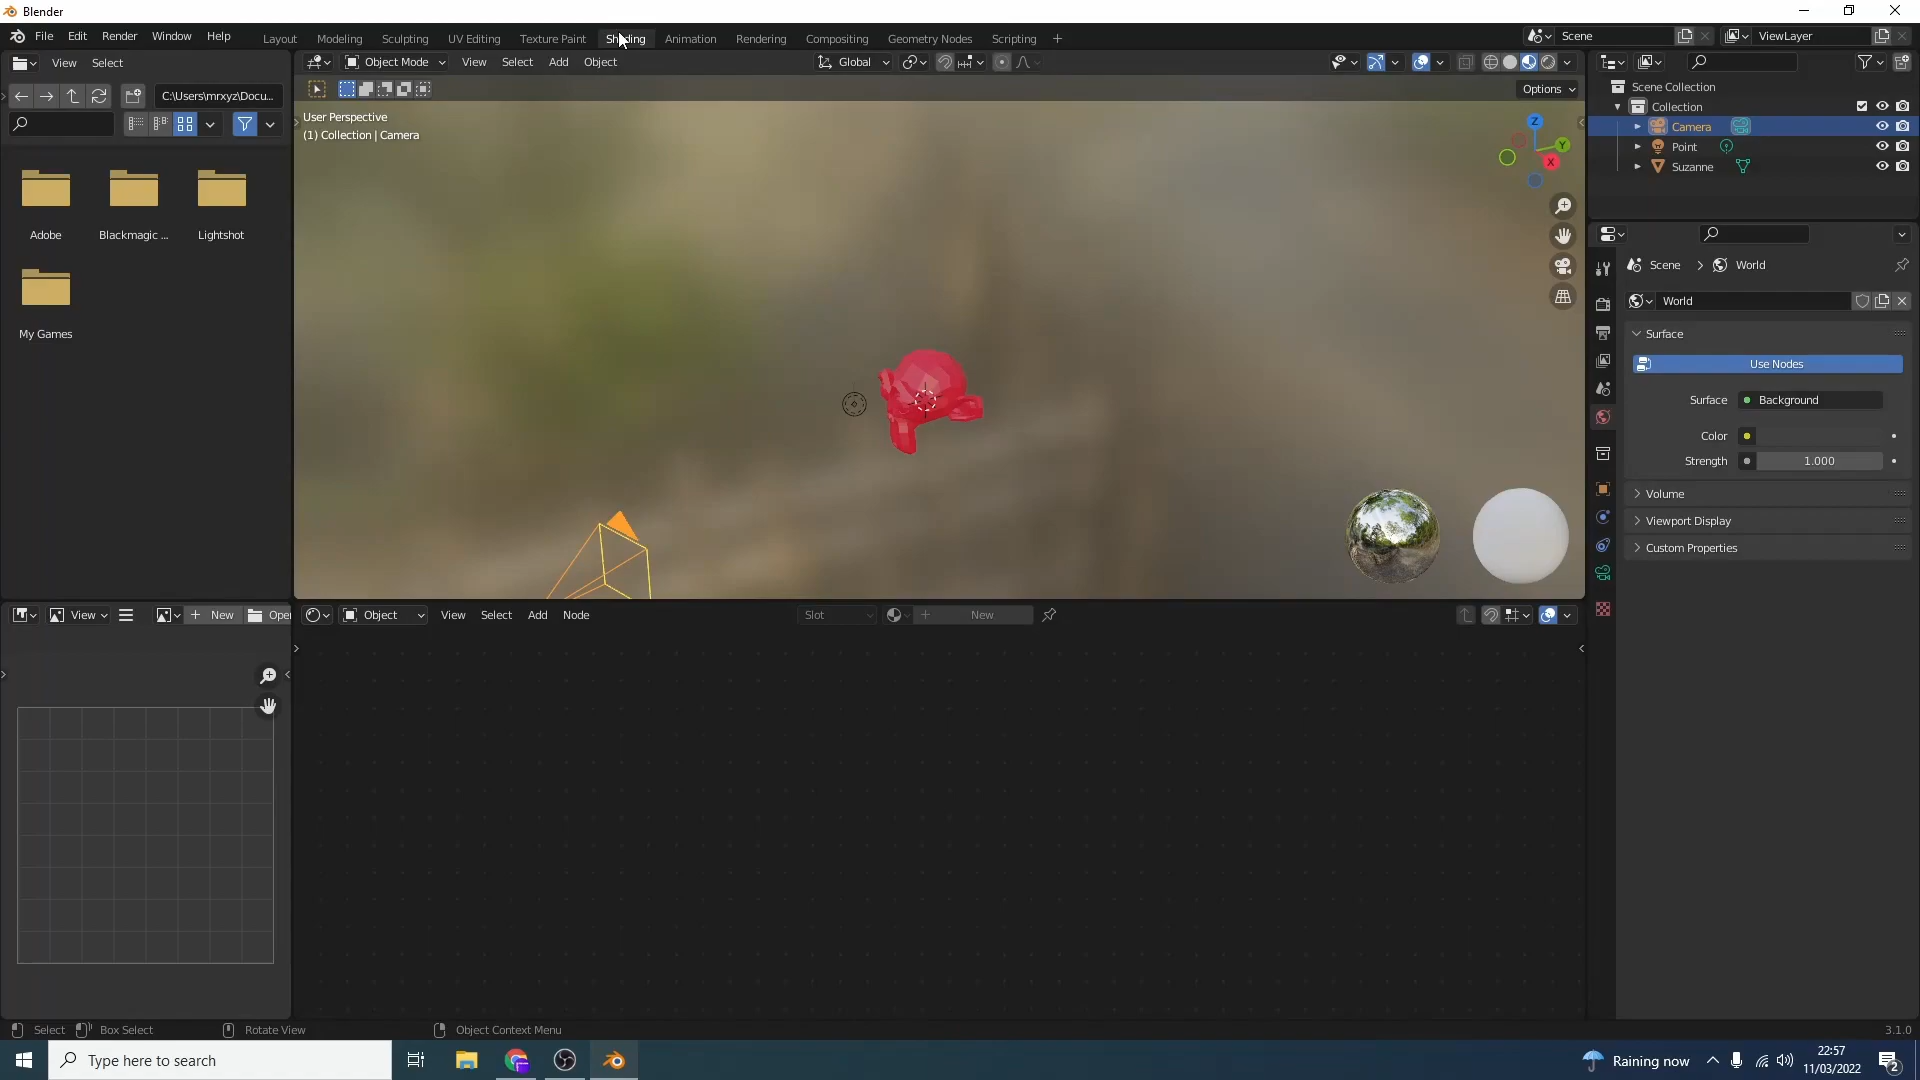 Blender
File Edit Render Window Help Layout Modeling Sculpting UV Editing Texture Paint Shading Animation Rendering Compositing Geometry Nodes Scripting + Scene ViewLayer
View Select Object Mode View Select Add Object Global
C:\Users\mrxyz\Docu... Options
User Perspective
(1) Collection | Camera
Z
Y
X
Adobe Blackmagic ... Lightshot
My Games
Scene Collection
Collection
Camera
Point
Suzanne
Scene > World
World
Surface
Use Nodes
Surface Background
Color
Strength 1.000
Volume
Viewport Display
Custom Properties
View + New Open Object View Select Add Node Slot + New
Select Box Select Rotate View Object Context Menu 3.1.0
Type here to search Raining now 22:57
11/03/2022
2